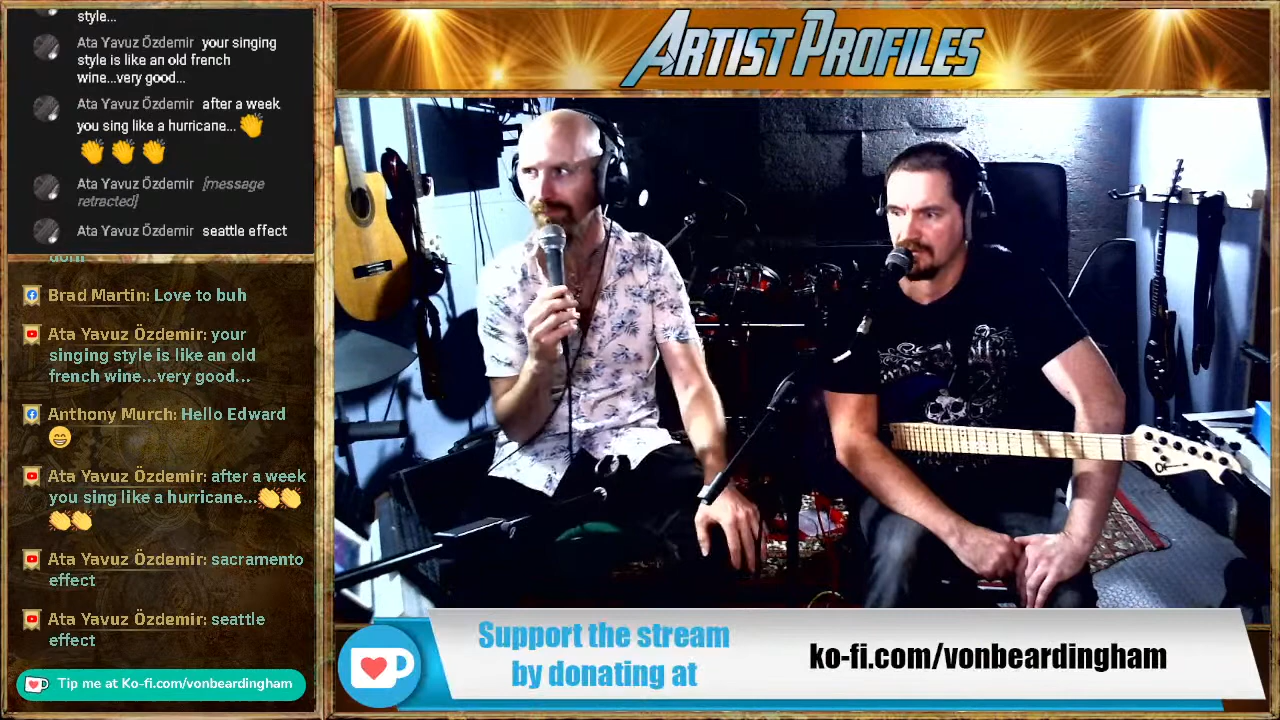 style...
Ata Yavuz Özdemir your singing
style is like an old french
wine...very good...
Ata Yavuz Özdemir after a week
you sing like a hurricane...
Ata Yavuz Özdemir [message
retracted]
Ata Yavuz Özdemir seattle effect
Brad Martin: Love to buh
Ata Yavuz Özdemir: your
singing style is like an old
french wine...very good...
Anthony Murch: Hello Edward
Ata Yavuz Özdemir: after a week
you sing like a hurricane...
Ata Yavuz Özdemir: sacramento
effect
Ata Yavuz Özdemir: seattle
effect
Tip me at Ko-fi.com/vonbeardingham
ARTIST PROFILES
Support the stream
by donating at
ko-fi.com/vonbeardingham